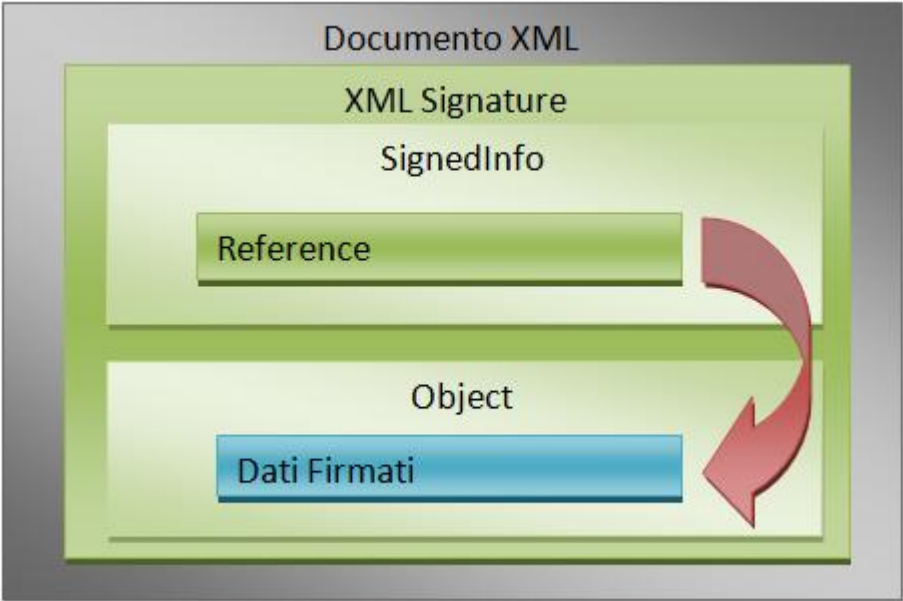 Documento XML
XML Signature
SignedInfo
Reference
Object
Dati Firmati